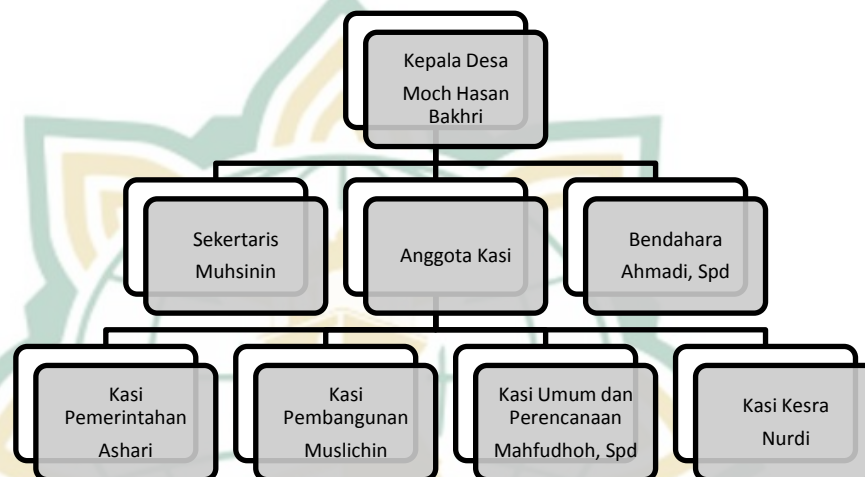 Kepala Desa
Moch Hasan
Bakhri
Sekertaris
Muhsinin
Anggota Kasi
Bendahara
Ahmadi, Spd
Kasi
Pemerintahan
Ashari
Kasi
Pembangunan
Muslichin
Kasi Umum dan
Perencanaan
Mahfudhoh, Spd
Kasi Kesra
Nurdi